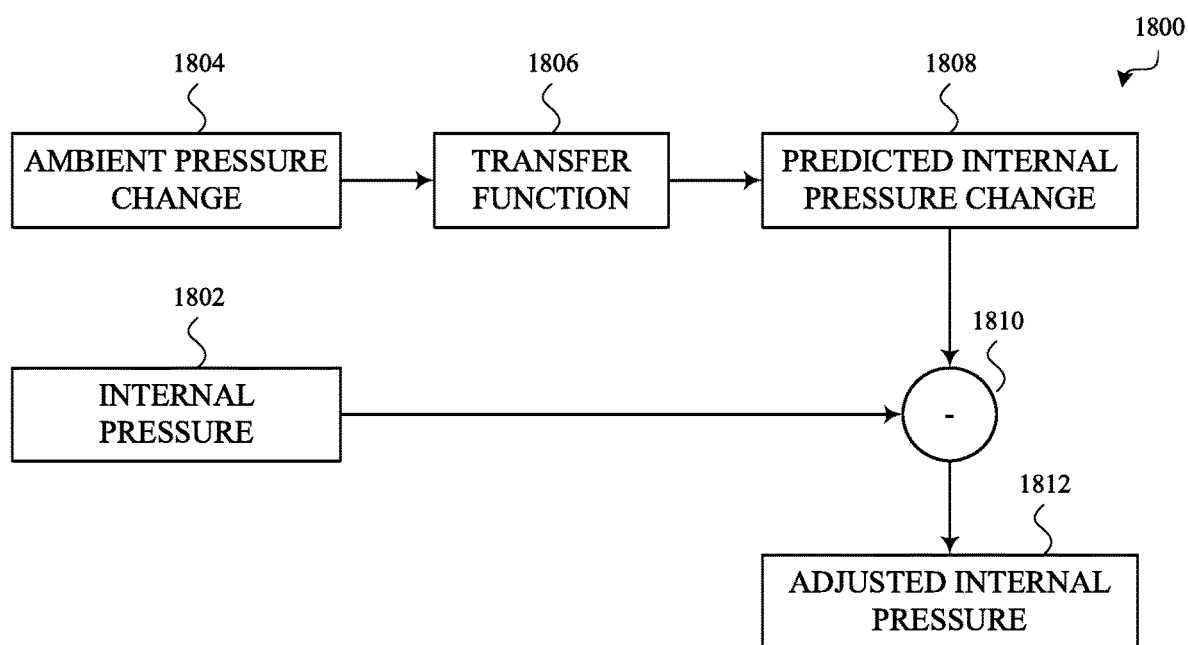 1800
1804
1806
1808
AMBIENT PRESSURE
CHANGE
TRANSFER
FUNCTION
PREDICTED INTERNAL
PRESSURE CHANGE
1802
1810
INTERNAL
PRESSURE
-
1812
ADJUSTED INTERNAL
PRESSURE